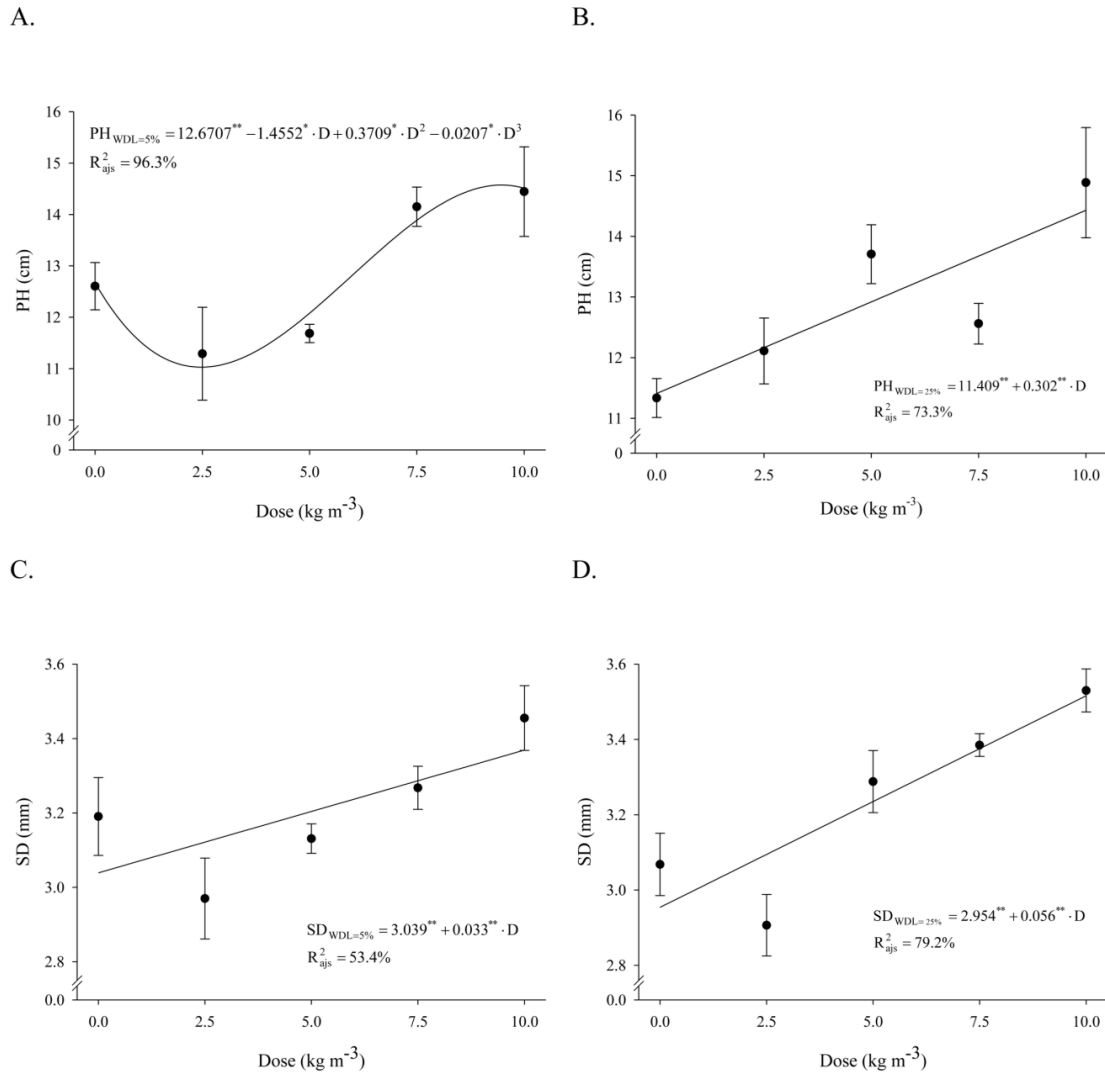 A.
16
15
14
13
12
11
10
0
PH (cm)
PH_WDL=5% = 12.6707** − 1.4552* · D + 0.3709* · D² − 0.0207* · D³
R²ajs = 96.3%
0.0 2.5 5.0 7.5 10.0
Dose (kg m⁻³)
B.
16
15
14
13
12
11
0
PH (cm)
PH_WDL=25% = 11.409** + 0.302** · D
R²ajs = 73.3%
0.0 2.5 5.0 7.5 10.0
Dose (kg m⁻³)
C.
3.6
3.4
3.2
3.0
2.8
0.0
SD (mm)
SD_WDL=5% = 3.039** + 0.033** · D
R²ajs = 53.4%
0.0 2.5 5.0 7.5 10.0
Dose (kg m⁻³)
D.
3.6
3.4
3.2
3.0
2.8
0.0
SD (mm)
SD_WDL=25% = 2.954** + 0.056** · D
R²ajs = 79.2%
0.0 2.5 5.0 7.5 10.0
Dose (kg m⁻³)